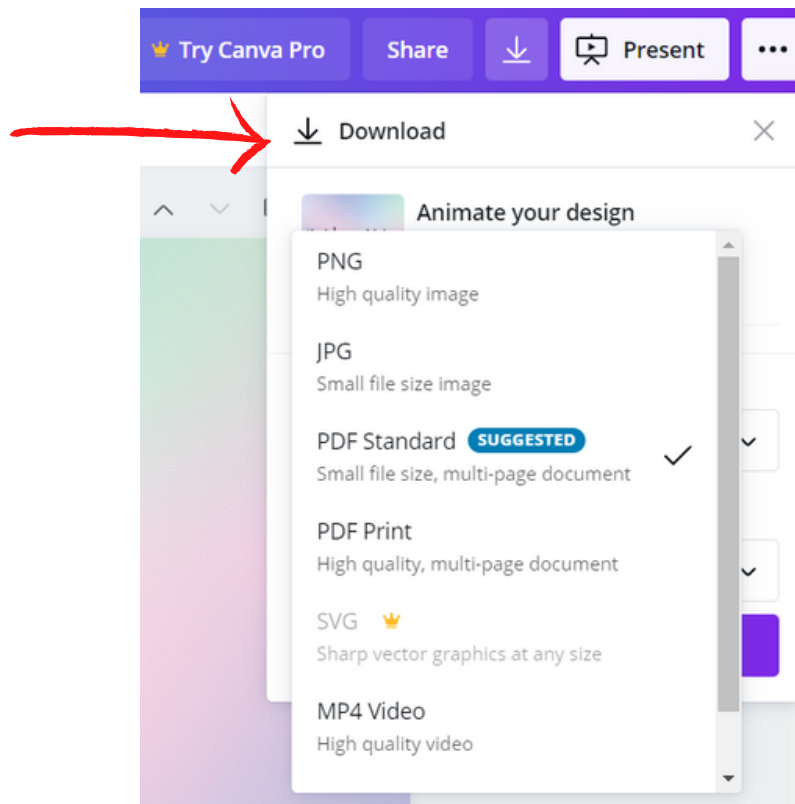 Try Canva Pro Share Present
Download
Animate your design
PNG
High quality image
JPG
Small file size image
PDF Standard SUGGESTED
Small file size, multi-page document
PDF Print
High quality, multi-page document
SVG
Sharp vector graphics at any size
MP4 Video
High quality video